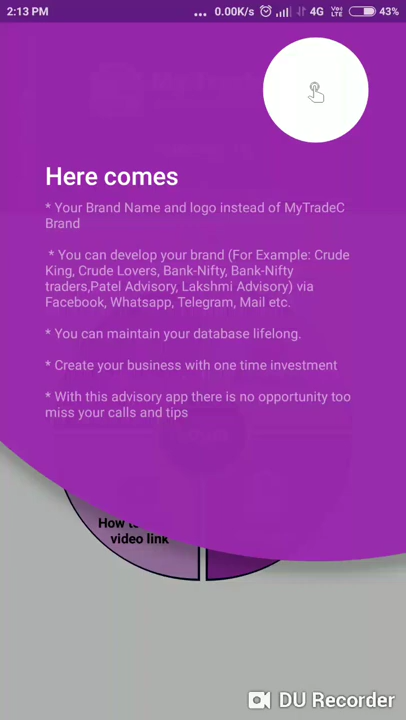 2:13 PM ... 0.00K/s 4G Vo) LTE 43%
Here comes
* Your Brand Name and logo instead of MyTradeC
Brand
* You can develop your brand (For Example: Crude
King, Crude Lovers, Bank-Nifty, Bank-Nifty
traders,Patel Advisory, Lakshmi Advisory) via
Facebook, Whatsapp, Telegram, Mail etc.
* You can maintain your database lifelong.
* Create your business with one time investment
* With this advisory app there is no opportunity too
miss your calls and tips
How to
video link
DU Recorder